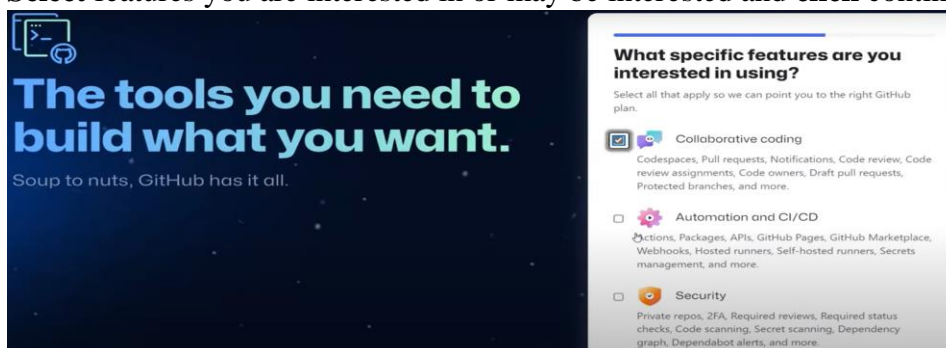 Select features you are interested in or may be interested and click contin
The tools you need to
build what you want.
Soup to nuts, GitHub has it all.
What specific features are you
interested in using?
Select all that apply so we can point you to the right GitHub
plan.
Collaborative coding
Codespaces, Pull requests, Notifications, Code review, Code
review assignments, Code owners, Draft pull requests,
Protected branches, and more.
Automation and CI/CD
Actions, Packages, APIs, GitHub Pages, GitHub Marketplace,
Webhooks, Hosted runners, Self-hosted runners, Secrets
management, and more.
Security
Private repos, 2FA, Required reviews, Required status
checks, Code scanning, Secret scanning, Dependency
graph, Dependabot alerts, and more.